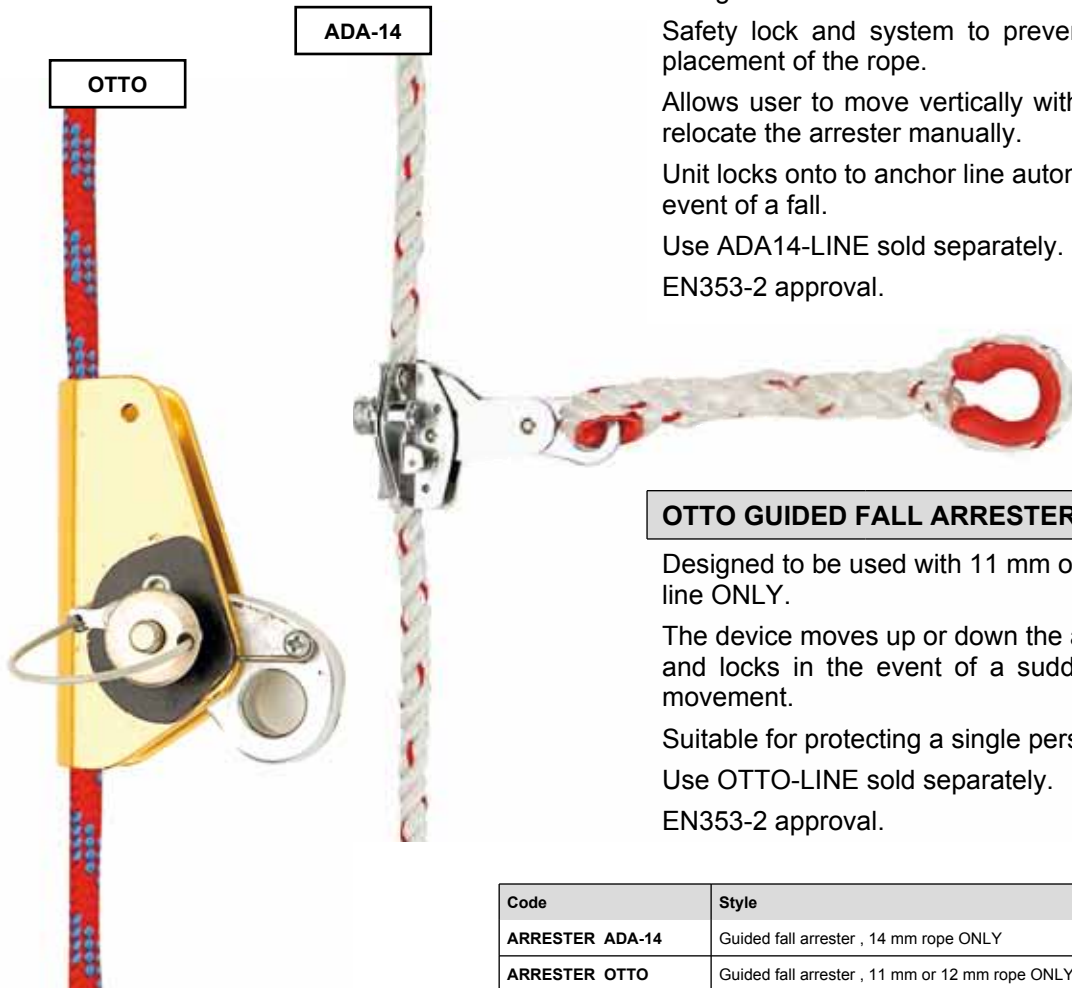 ADA-14
OTTO
Safety lock and system to
placement of the rope.
Allows user to move vertically
relocate the arrester manually.
Unit locks onto to anchor line
event of a fall.
Use ADA14-LINE sold separately.
EN353-2 approval.
OTTO GUIDED FALL ARRESTER
Designed to be used with 11 mm
line ONLY.
The device moves up or down the
and locks in the event of a
movement.
Suitable for protecting a single
Use OTTO-LINE sold separately.
EN353-2 approval.
Code Style
ARRESTER ADA-14 Guided fall arrester , 14 mm rope ONLY
ARRESTER OTTO Guided fall arrester , 11 mm or 12 mm rope ONLY